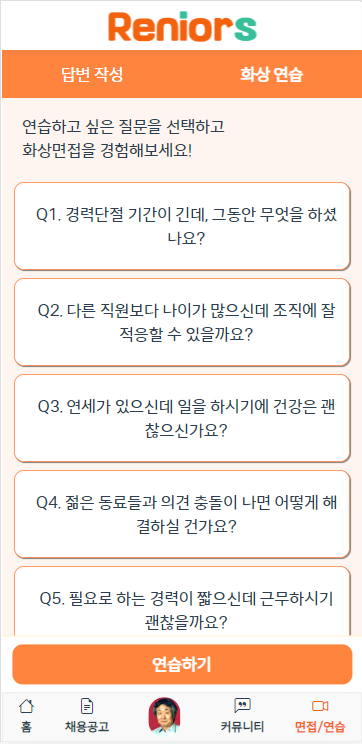 Reniors
답변 작성
화상 연습
연습하고 싶은 질문을 선택하고
화상면접을 경험해보세요!
Q1. 경력단절 기간이 긴데, 그동안 무엇을 하셨
나요?
Q2. 다른 직원보다 나이가 많으신데 조직에 잘
적응할 수 있을까요?
Q3. 연세가 있으신데 일을 하시기에 건강은 괜
찮으신가요?
Q4. 젊은 동료들과 의견 충돌이 나면 어떻게 해
결하실 건가요?
Q5. 필요로 하는 경력이 짧으신데 근무하시기
괜찮을까요?
연습하기
홈
채용공고
커뮤니티
면접/연습